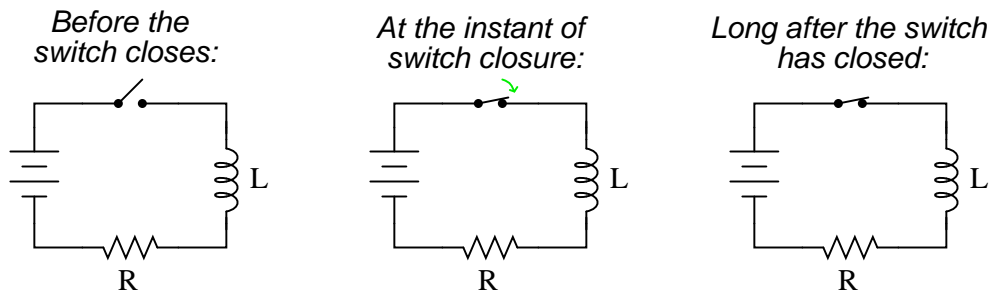 Before the
switch closes:
At the instant of
switch closure:
Long after the switch
has closed:
L
R
L
R
L
R